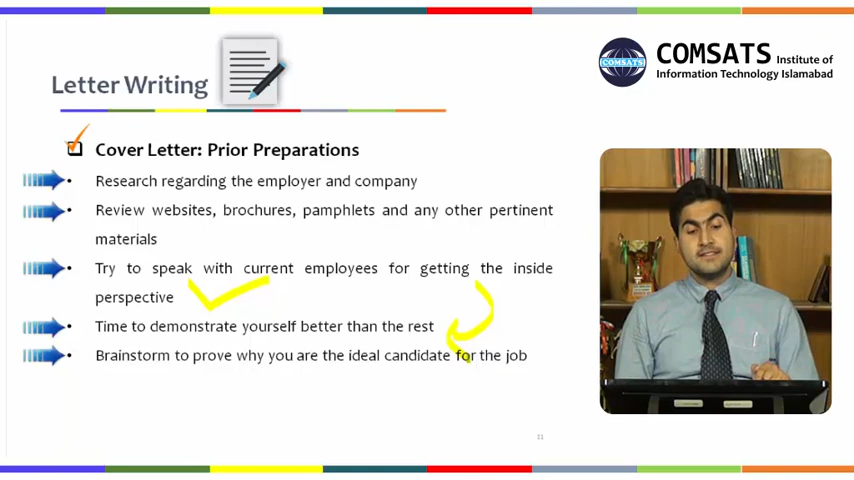 COMSATS Institute of
Information Technology Islamabad
COMSATS
Letter Writing
Cover Letter: Prior Preparations
• Research regarding the employer and company
• Review websites, brochures, pamphlets and any other pertinent
materials
• Try to speak with current employees for getting the inside
perspective
• Time to demonstrate yourself better than the rest
• Brainstorm to prove why you are the ideal candidate for the job
11